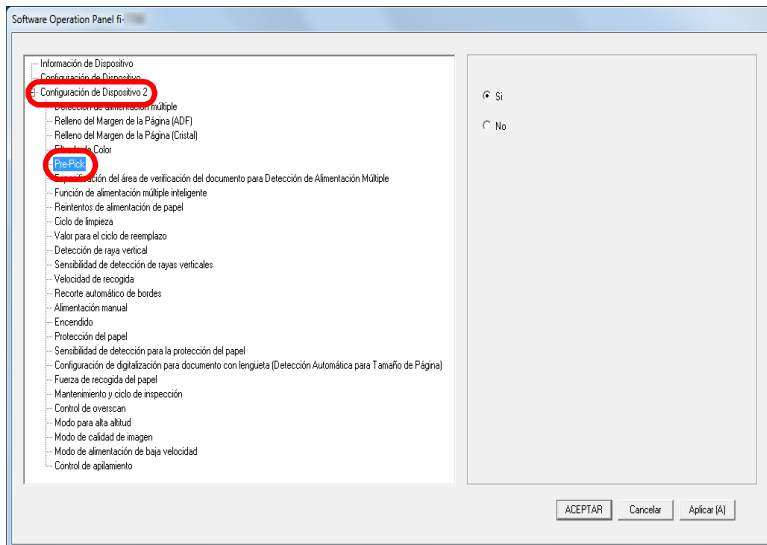 Software Operation Panel fi-
Información de Dispositivo
Configuración de Dispositivo
Configuración de Dispositivo 2
Detección de alimentación múltiple
Relleno del Margen de la Página (ADF)
Relleno del Margen de la Página (Cristal)
de Color
Pre-Pick
Especificación del área de verificación del documento para Detección de Alimentación Múltiple
Función de alimentación múltiple inteligente
Reintentos de alimentación de papel
Ciclo de limpieza
Valor para el ciclo de reemplazo
Detección de raya vertical
Sensibilidad de detección de rayas verticales
Velocidad de recogida
Recorte automático de bordes
Alimentación manual
Encendido
Protección del papel
Sensibilidad de detección para la protección del papel
Configuración de digitalización para documento con lengüeta (Detección Automática para Tamaño de Página)
Fuerza de recogida del papel
Mantenimiento y ciclo de inspección
Control de overscan
Modo para alta altitud
Modo de calidad de imagen
Modo de alimentación de baja velocidad
Control de apilamiento
Si
No
ACEPTAR Cancelar Aplicar (A)